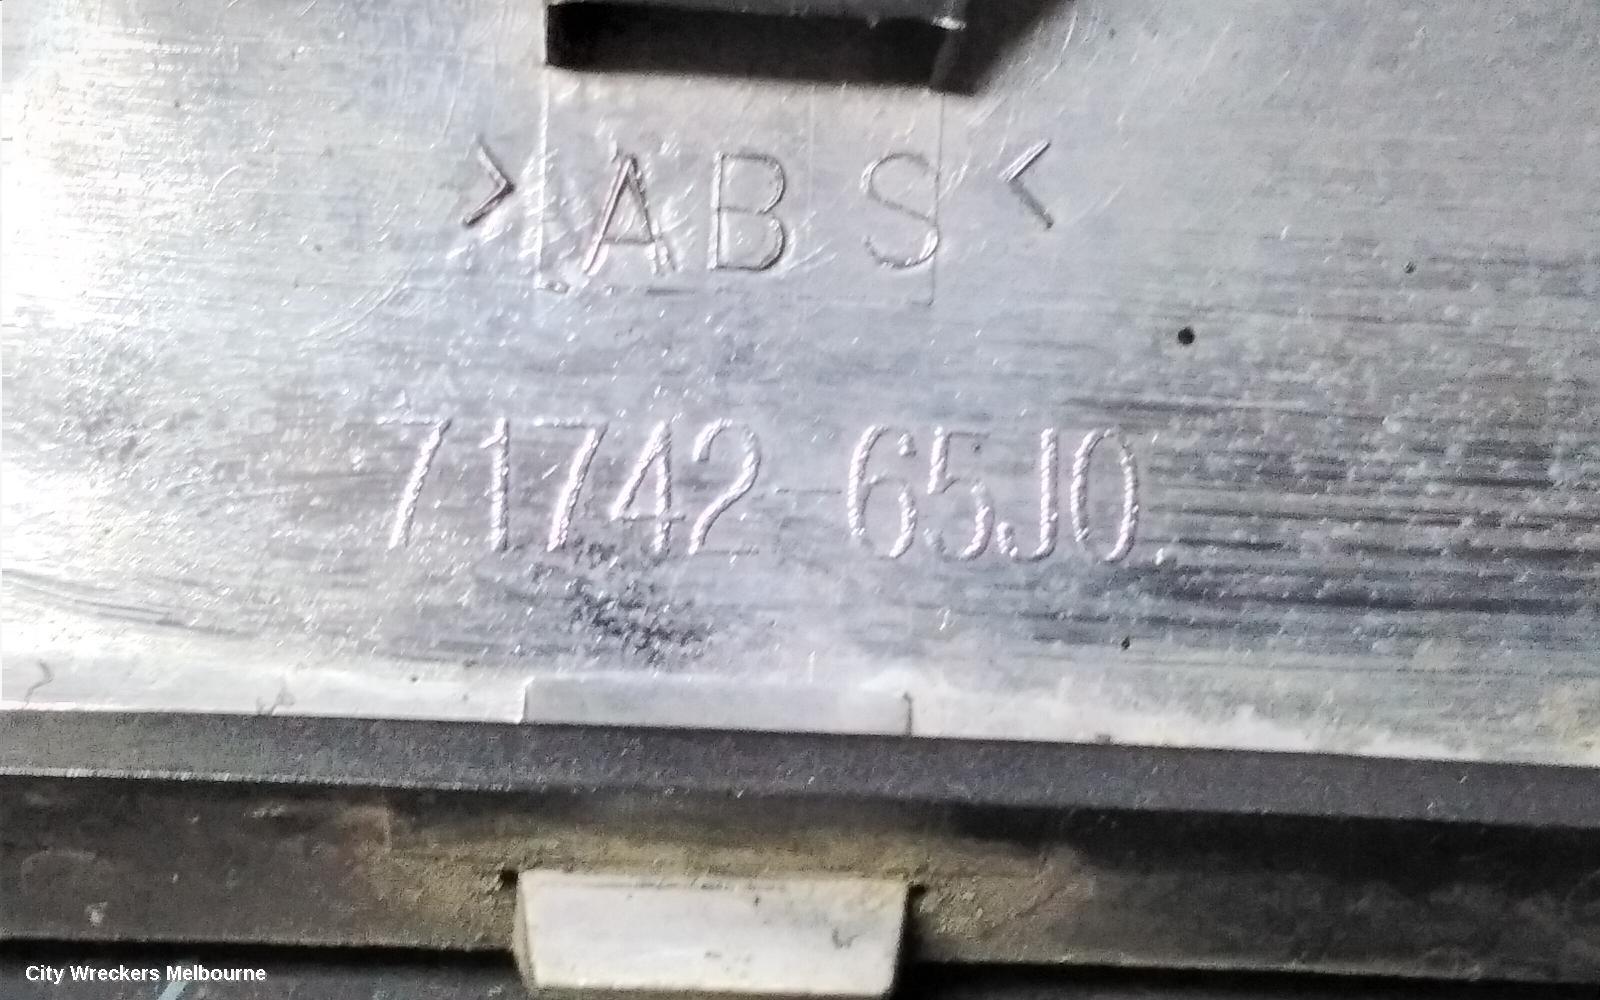 >ABS<
71742 65J0
City Wreckers Melbourne